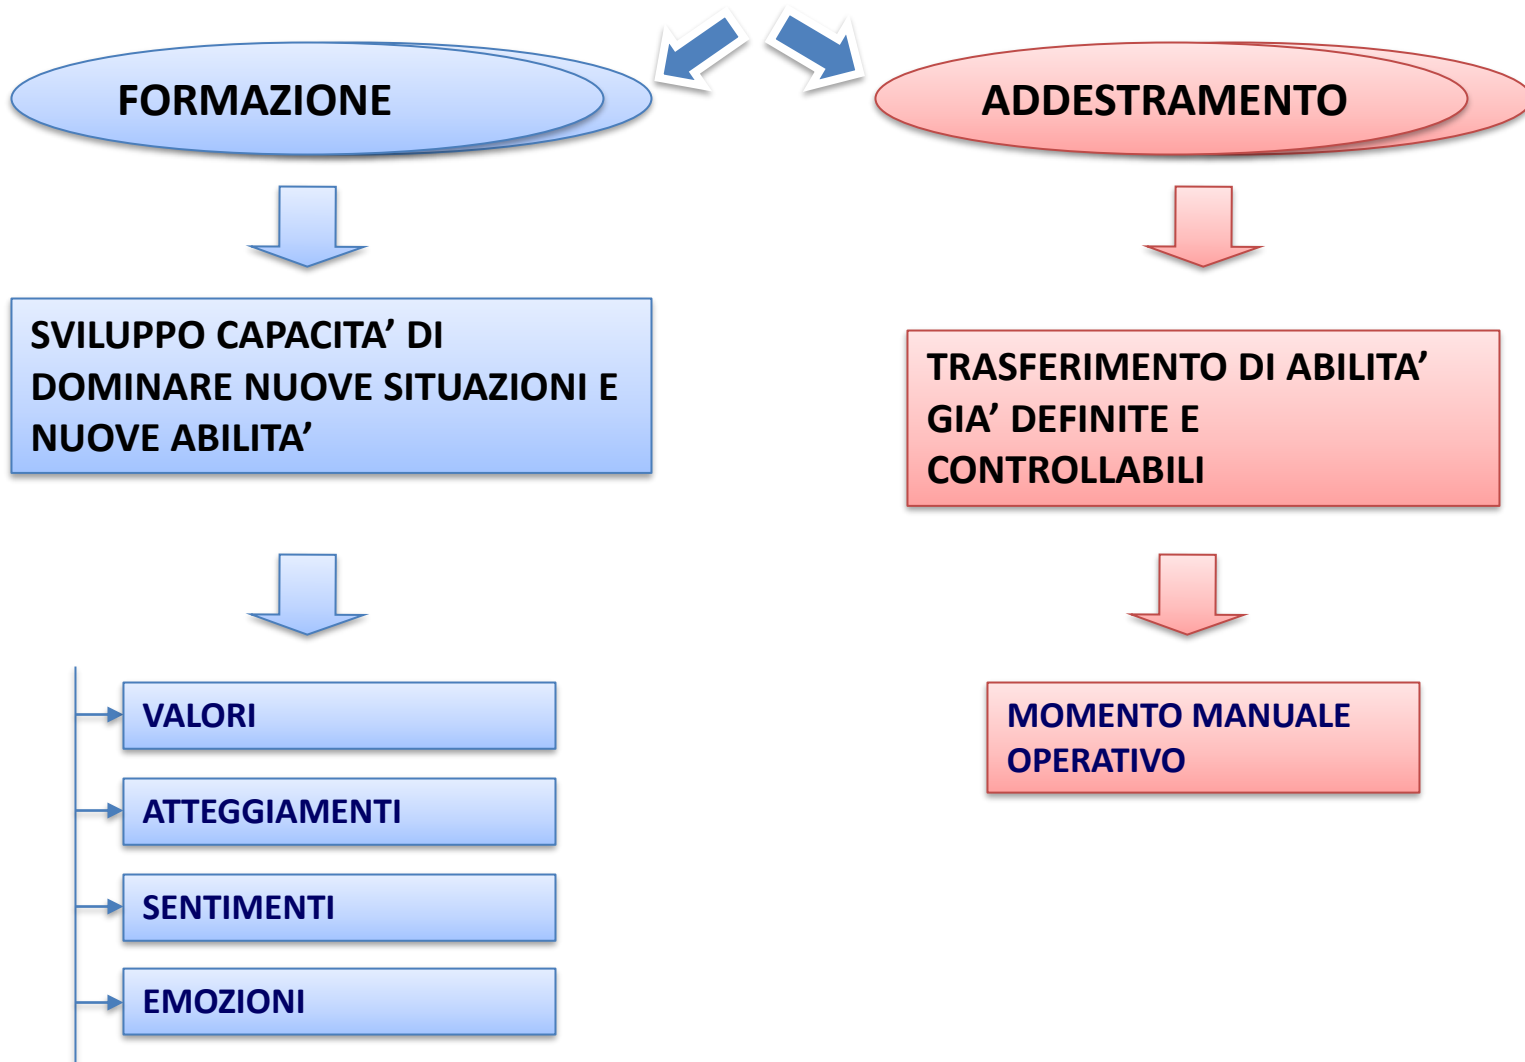 FORMAZIONE
ADDESTRAMENTO
SVILUPPO CAPACITA’ DI
DOMINARE NUOVE SITUAZIONI E
NUOVE ABILITA’
TRASFERIMENTO DI ABILITA’
GIA’ DEFINITE E
CONTROLLABILI
VALORI
ATTEGGIAMENTI
SENTIMENTI
EMOZIONI
MOMENTO MANUALE
OPERATIVO